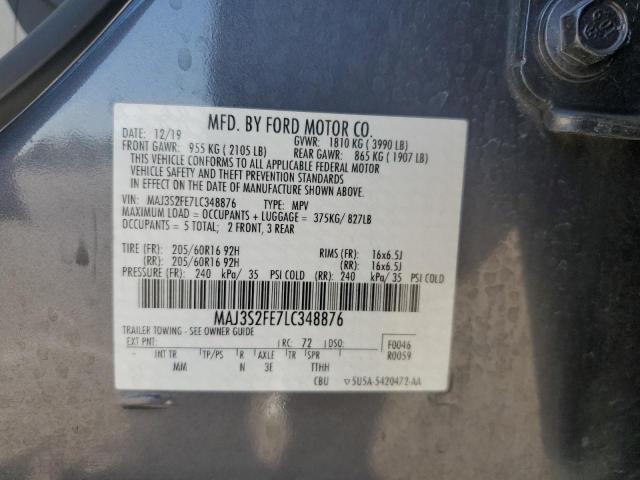 MFD. BY FORD MOTOR CO.
DATE: 12/19 GVWR: 1810 KG ( 3990 LB)
FRONT GAWR: 955 KG ( 2105 LB) REAR GAWR: 865 KG ( 1907 LB)
THIS VEHICLE CONFORMS TO ALL APPLICABLE FEDERAL MOTOR
VEHICLE SAFETY AND THEFT PREVENTION STANDARDS IN EFFECT
ON THE DATE OF MANUFACTURE SHOWN ABOVE.
VIN: MAJ3S2FE7LC348876 TYPE: MPV
MAXIMUM LOAD = OCCUPANTS + LUGGAGE = 375KG/ 827LB
OCCUPANTS = 5 TOTAL; 2 FRONT, 3 REAR
TIRE (FR): 205/60R16 92H RIMS (FR): 16x6.5J
(RR): 205/60R16 92H (RR): 16x6.5J
PRESSURE (FR): 240 kPa/ 35 PSI COLD (RR): 240 kPa/ 35 PSI COLD
MAJ3S2FE7LC348876
TRAILER TOWING - SEE OWNER GUIDE
EXT PNT: RC: 72 DSO: F0046
R0059
INT TR TP/PS R AXLE TR SPR
MM N 3E TTHH
CBU 5U5A-5420472-AA